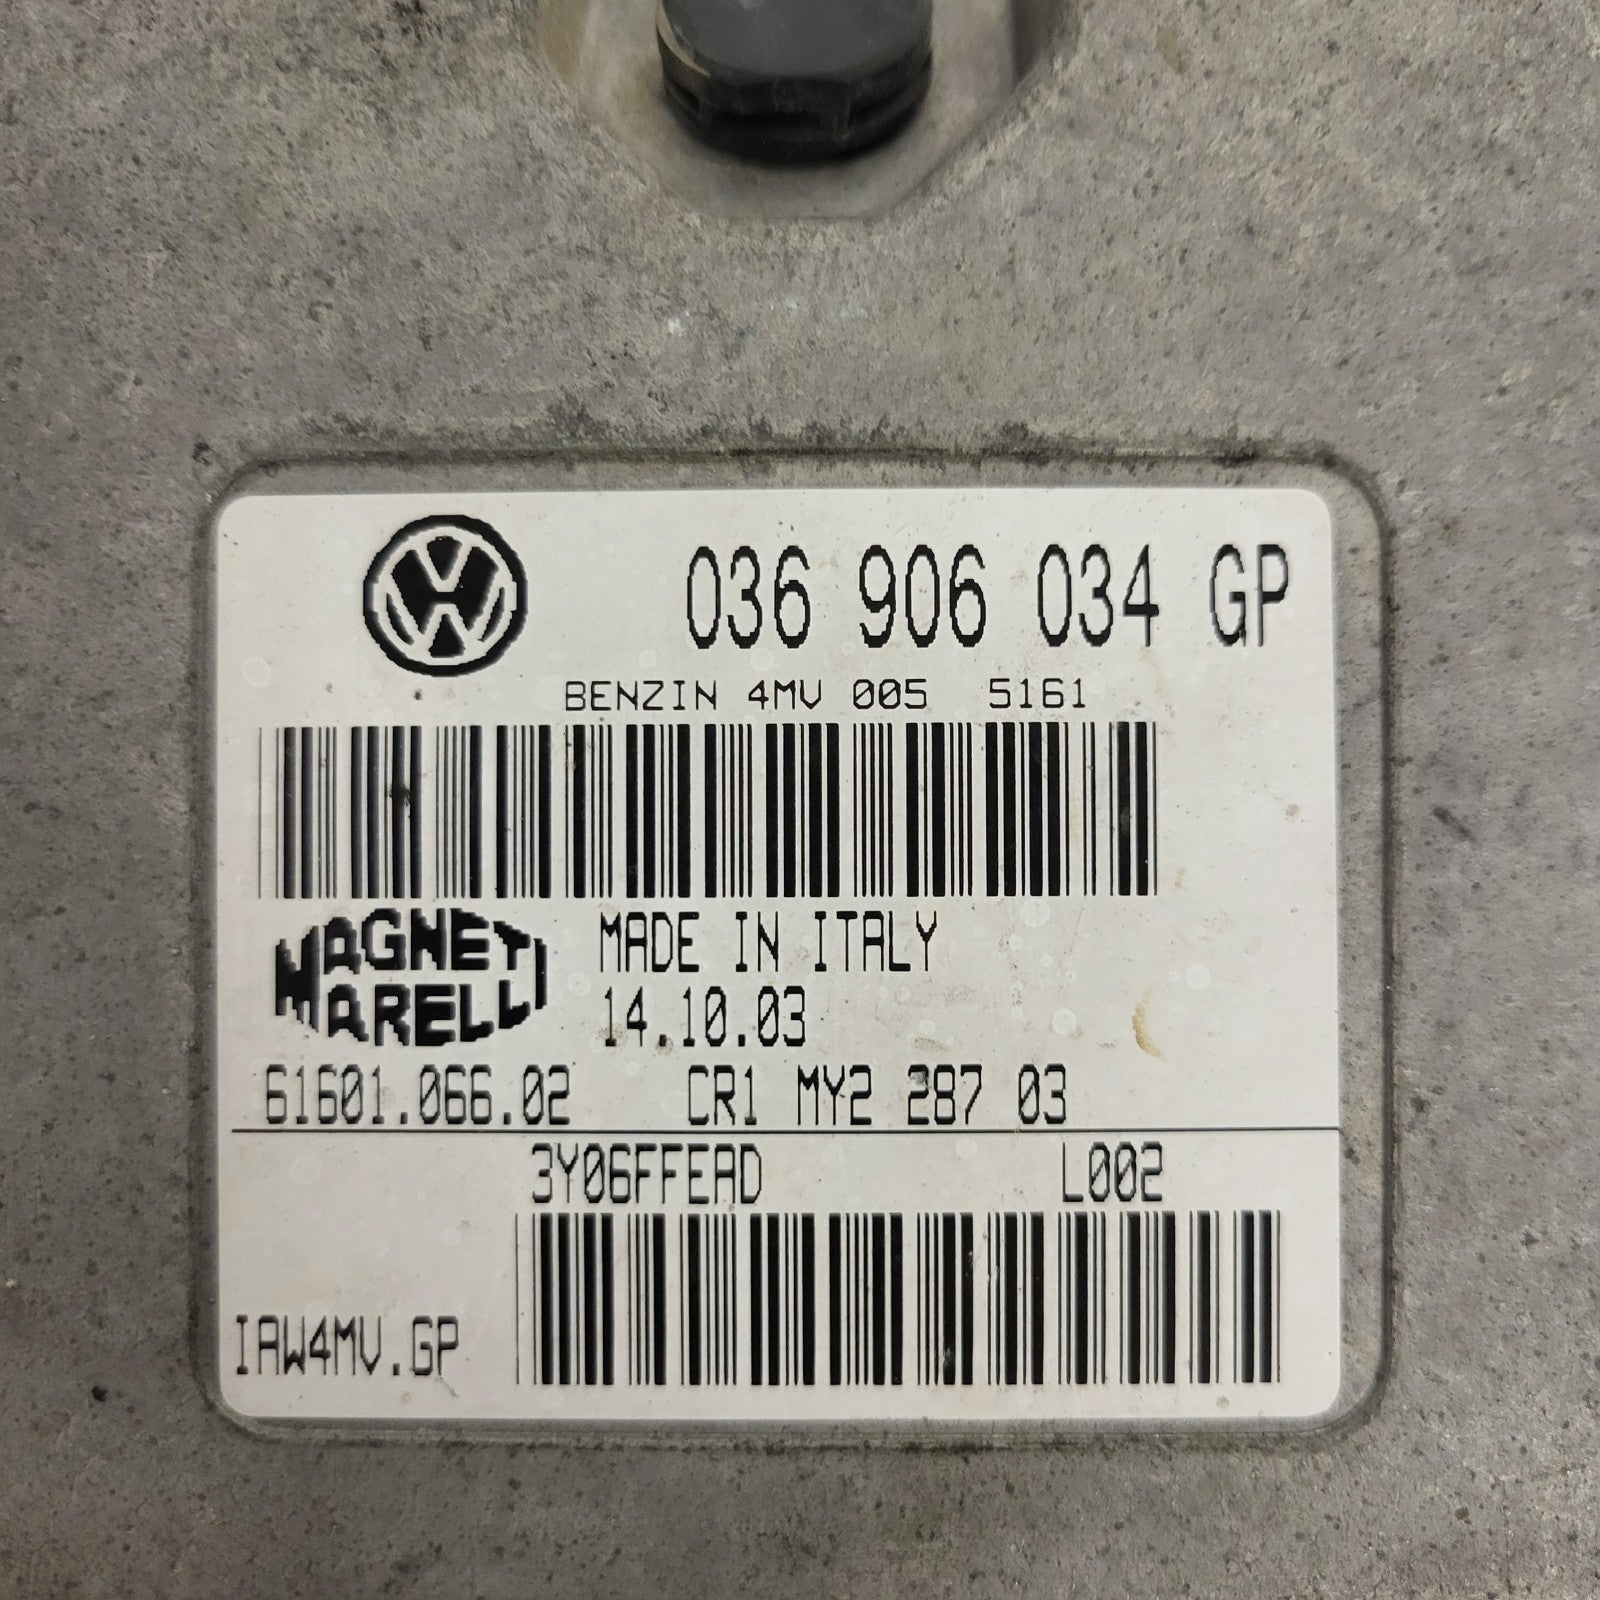 036 906 034 GP
BENZIN 4MV 005 5161
MAGNETI MARELLI
MADE IN ITALY
14.10.03
61601.066.02 CR1 MY2 287 03
3Y06FFEAD L002
IAW4MV.GP